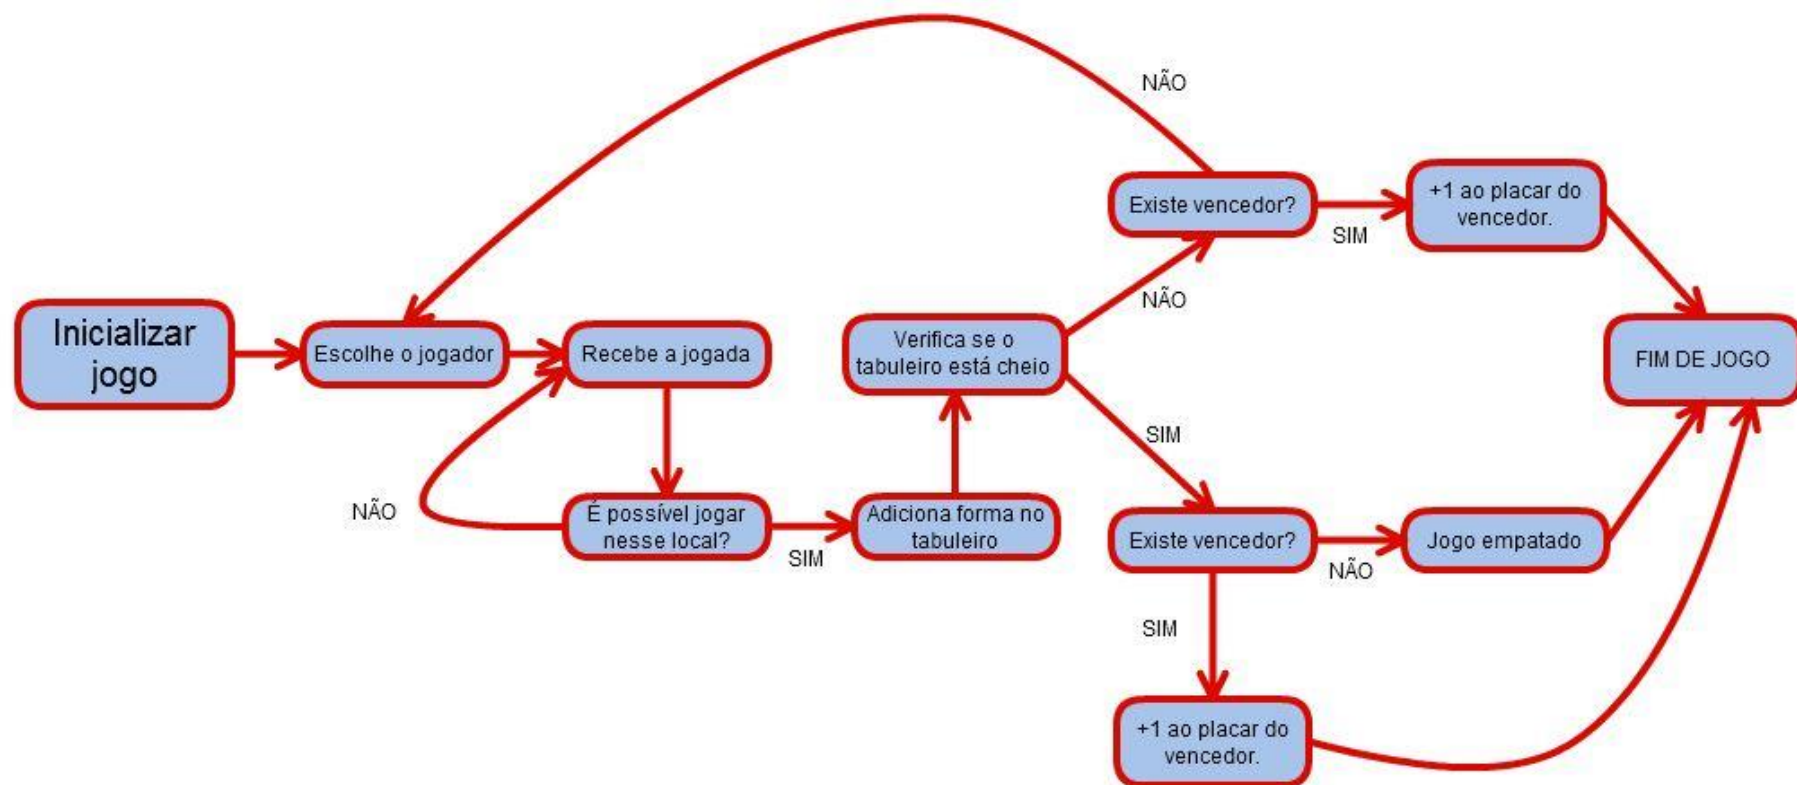 NÃO
Existe vencedor?
SIM
+1 ao placar do
vencedor.
NÃO
Inicializar
jogo
Escolhe o jogador
Recebe a jogada
Verifica se o
tabuleiro está cheio
FIM DE JOGO
SIM
NÃO
É possível jogar
nesse local?
SIM
Adiciona forma no
tabuleiro
Existe vencedor?
NÃO
Jogo empatado
SIM
+1 ao placar do
vencedor.